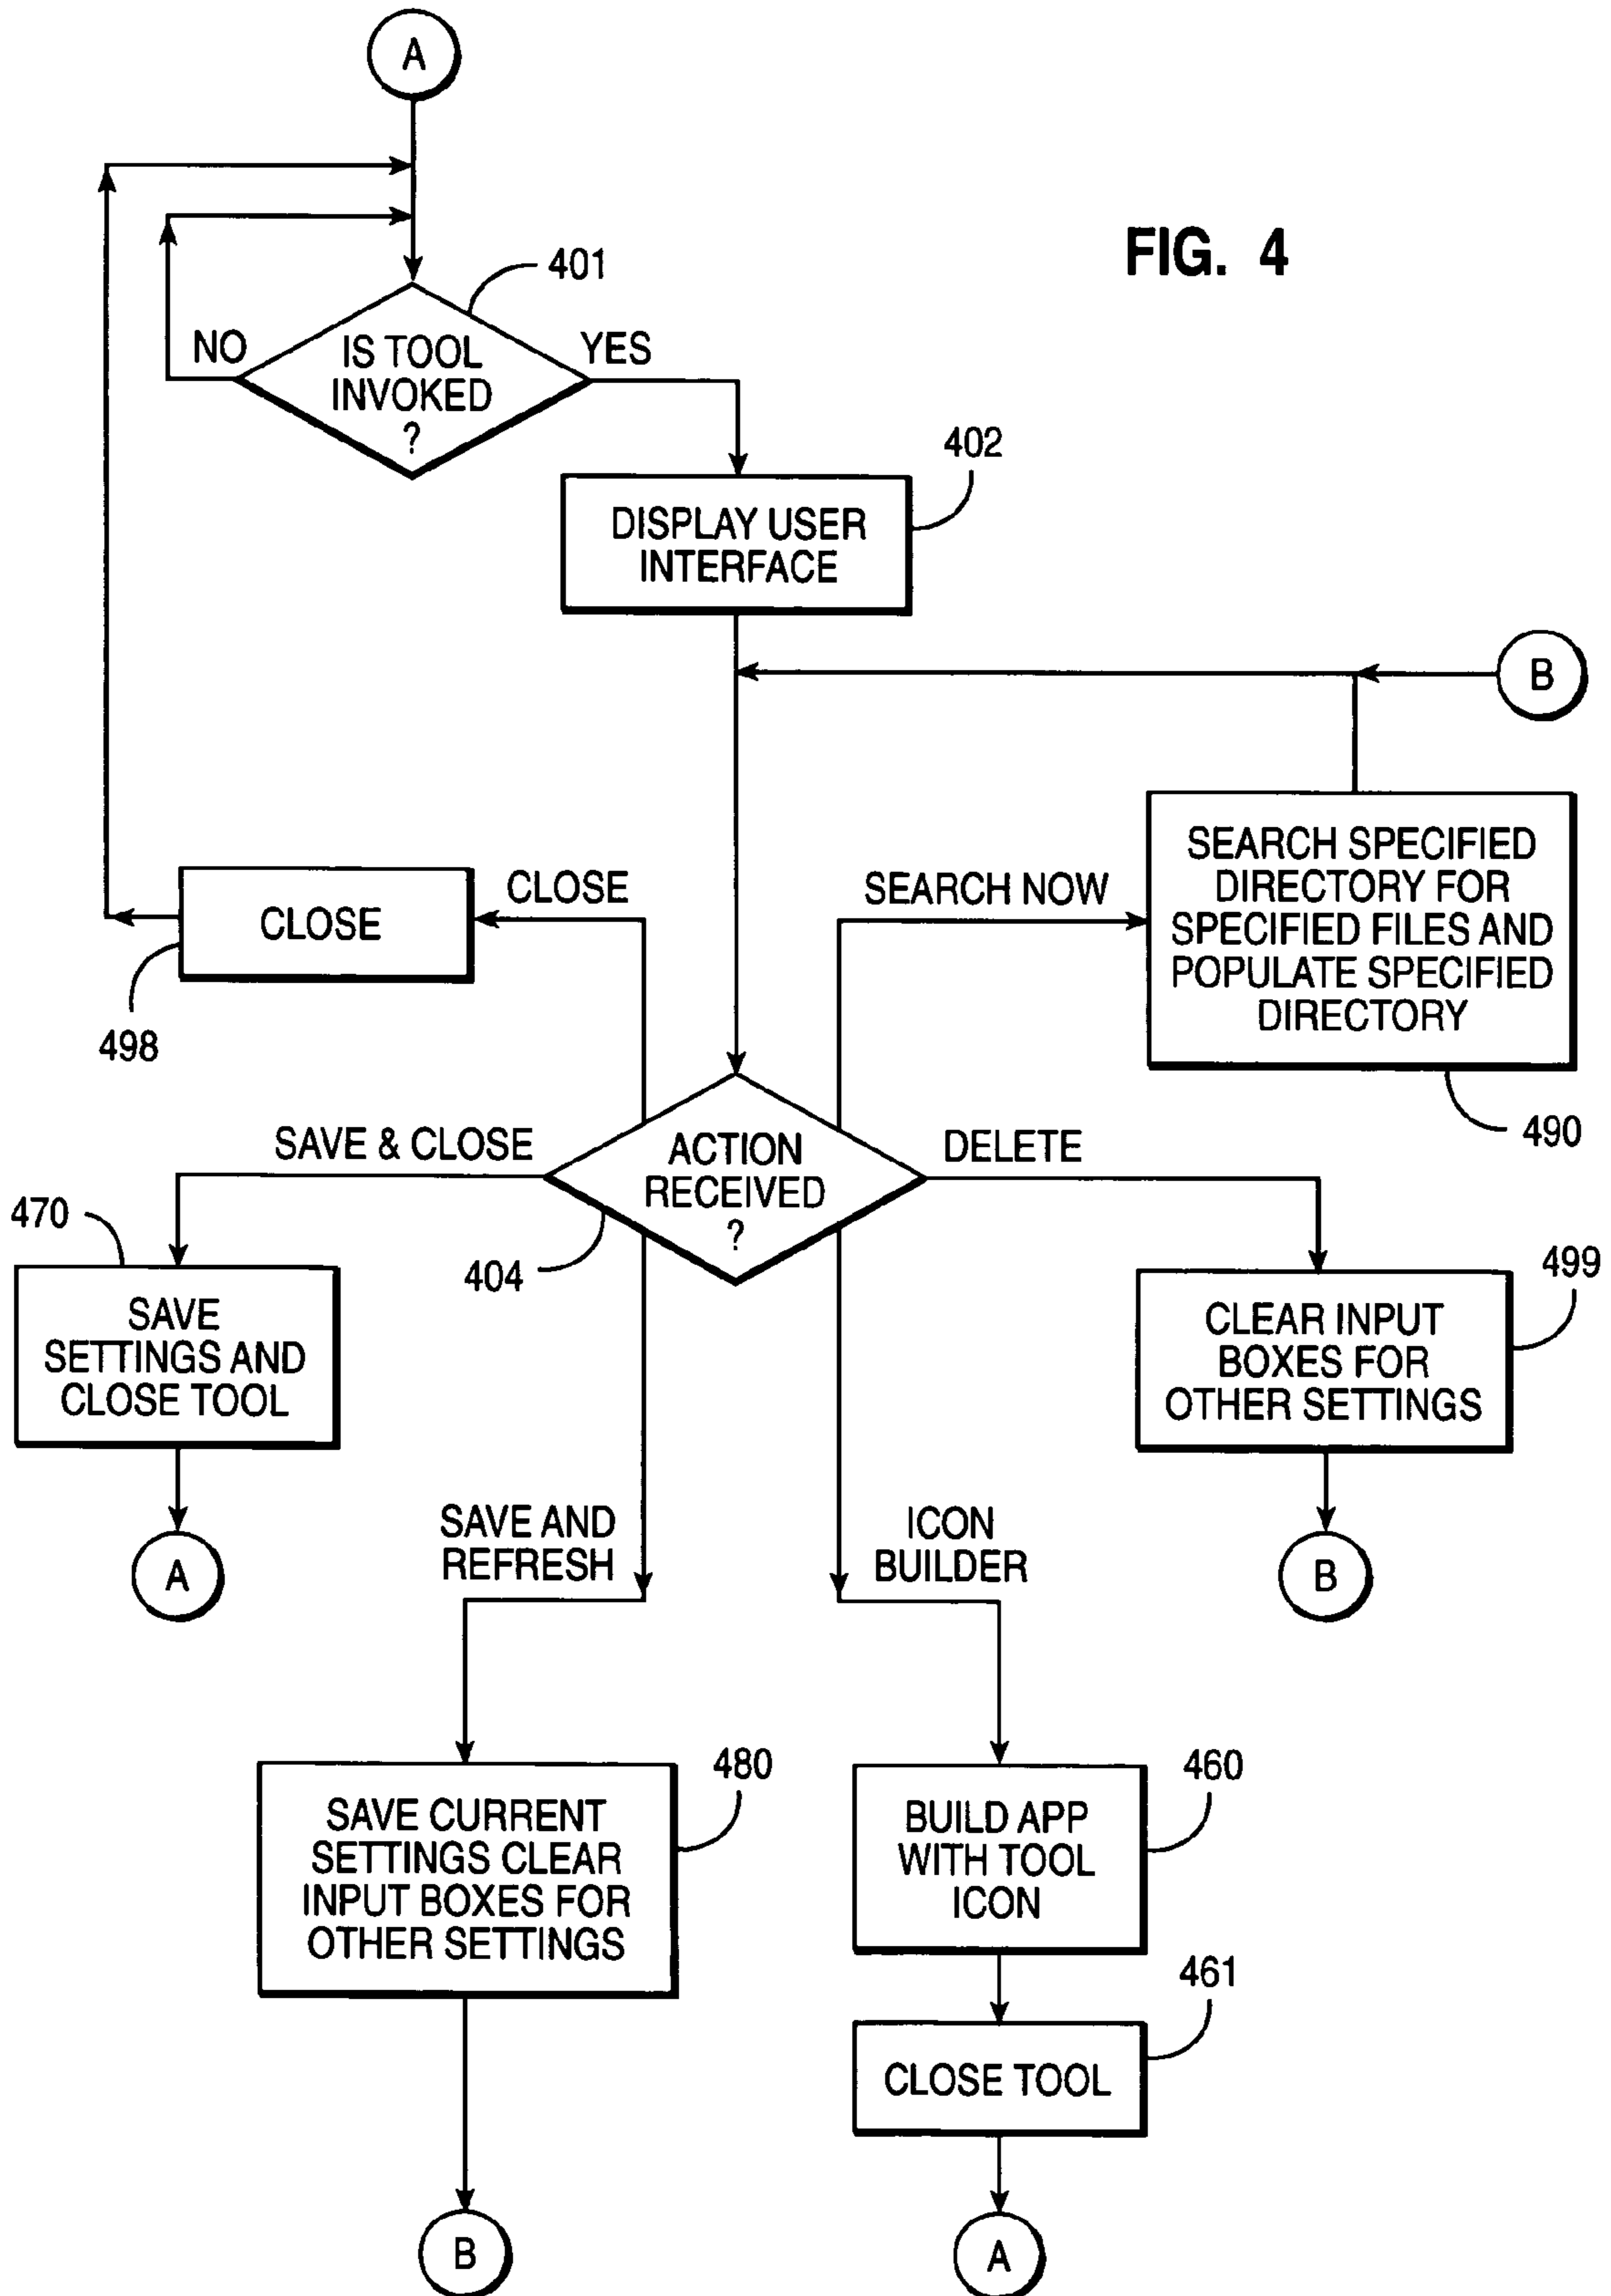 A
FIG. 4
401
NO
YES
IS TOOL
INVOKED
?
402
DISPLAY USER
INTERFACE
B
SEARCH SPECIFIED
DIRECTORY FOR
SPECIFIED FILES AND
POPULATE SPECIFIED
DIRECTORY
CLOSE
CLOSE
SEARCH NOW
498
490
SAVE & CLOSE
ACTION
RECEIVED
?
DELETE
470
404
499
SAVE
SETTINGS AND
CLOSE TOOL
CLEAR INPUT
BOXES FOR
OTHER SETTINGS
SAVE AND
REFRESH
ICON
BUILDER
A
B
480
460
SAVE CURRENT
SETTINGS CLEAR
INPUT BOXES FOR
OTHER SETTINGS
BUILD APP
WITH TOOL
ICON
461
CLOSE TOOL
B
A